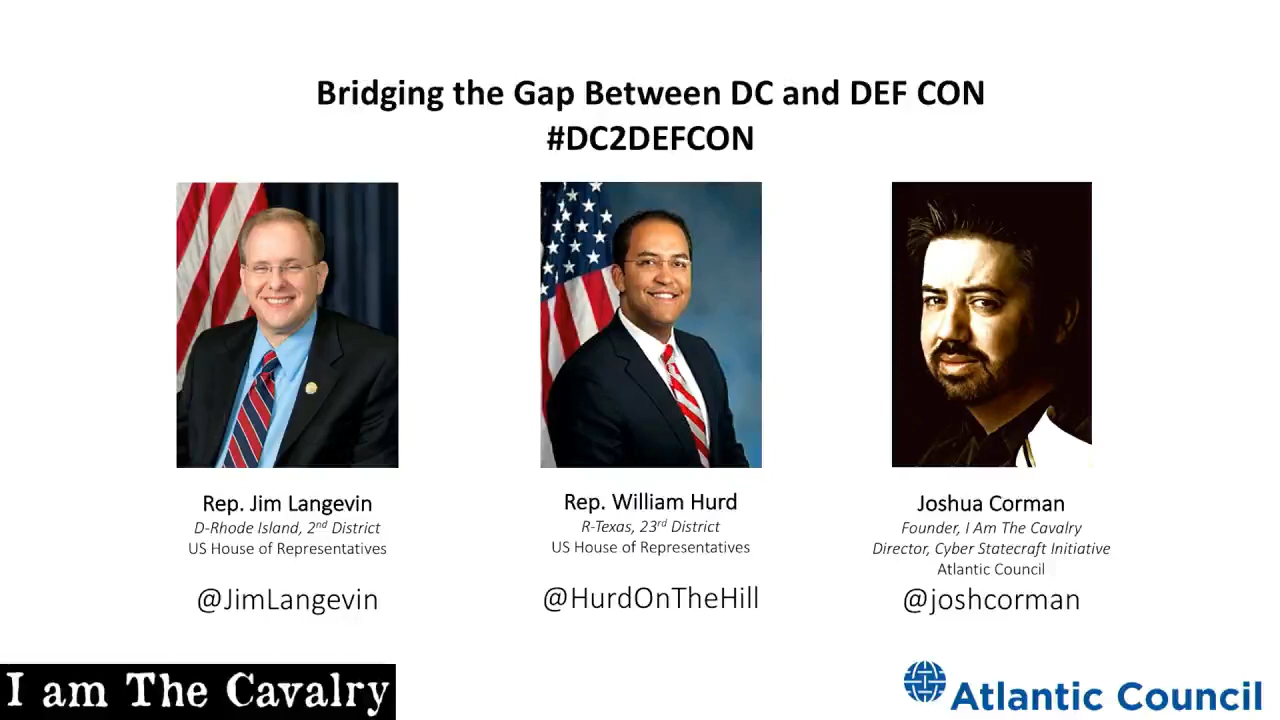 Bridging the Gap Between DC and DEF CON
#DC2DEFCON
Rep. Jim Langevin
D-Rhode Island, 2nd District
US House of Representatives
@JimLangevin
Rep. William Hurd
R-Texas, 23rd District
US House of Representatives
@HurdOnTheHill
Joshua Corman
Founder, I Am The Cavalry
Director, Cyber Statecraft Initiative
Atlantic Council
@joshcorman
I am The Cavalry
Atlantic Council